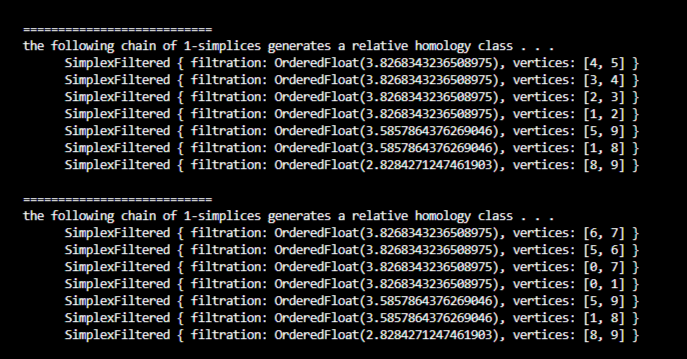 ===========================
the following chain of 1-simplices generates a relative homology class . . .
SimplexFiltered { filtration: OrderedFloat(3.8268343236508975), vertices: [4, 5] }
SimplexFiltered { filtration: OrderedFloat(3.8268343236508975), vertices: [3, 4] }
SimplexFiltered { filtration: OrderedFloat(3.8268343236508975), vertices: [2, 3] }
SimplexFiltered { filtration: OrderedFloat(3.8268343236508975), vertices: [1, 2] }
SimplexFiltered { filtration: OrderedFloat(3.5857864376269046), vertices: [5, 9] }
SimplexFiltered { filtration: OrderedFloat(3.5857864376269046), vertices: [1, 8] }
SimplexFiltered { filtration: OrderedFloat(2.8284271247461903), vertices: [8, 9] }
===========================
the following chain of 1-simplices generates a relative homology class . . .
SimplexFiltered { filtration: OrderedFloat(3.8268343236508975), vertices: [6, 7] }
SimplexFiltered { filtration: OrderedFloat(3.8268343236508975), vertices: [5, 6] }
SimplexFiltered { filtration: OrderedFloat(3.8268343236508975), vertices: [0, 7] }
SimplexFiltered { filtration: OrderedFloat(3.8268343236508975), vertices: [0, 1] }
SimplexFiltered { filtration: OrderedFloat(3.5857864376269046), vertices: [5, 9] }
SimplexFiltered { filtration: OrderedFloat(3.5857864376269046), vertices: [1, 8] }
SimplexFiltered { filtration: OrderedFloat(2.8284271247461903), vertices: [8, 9] }